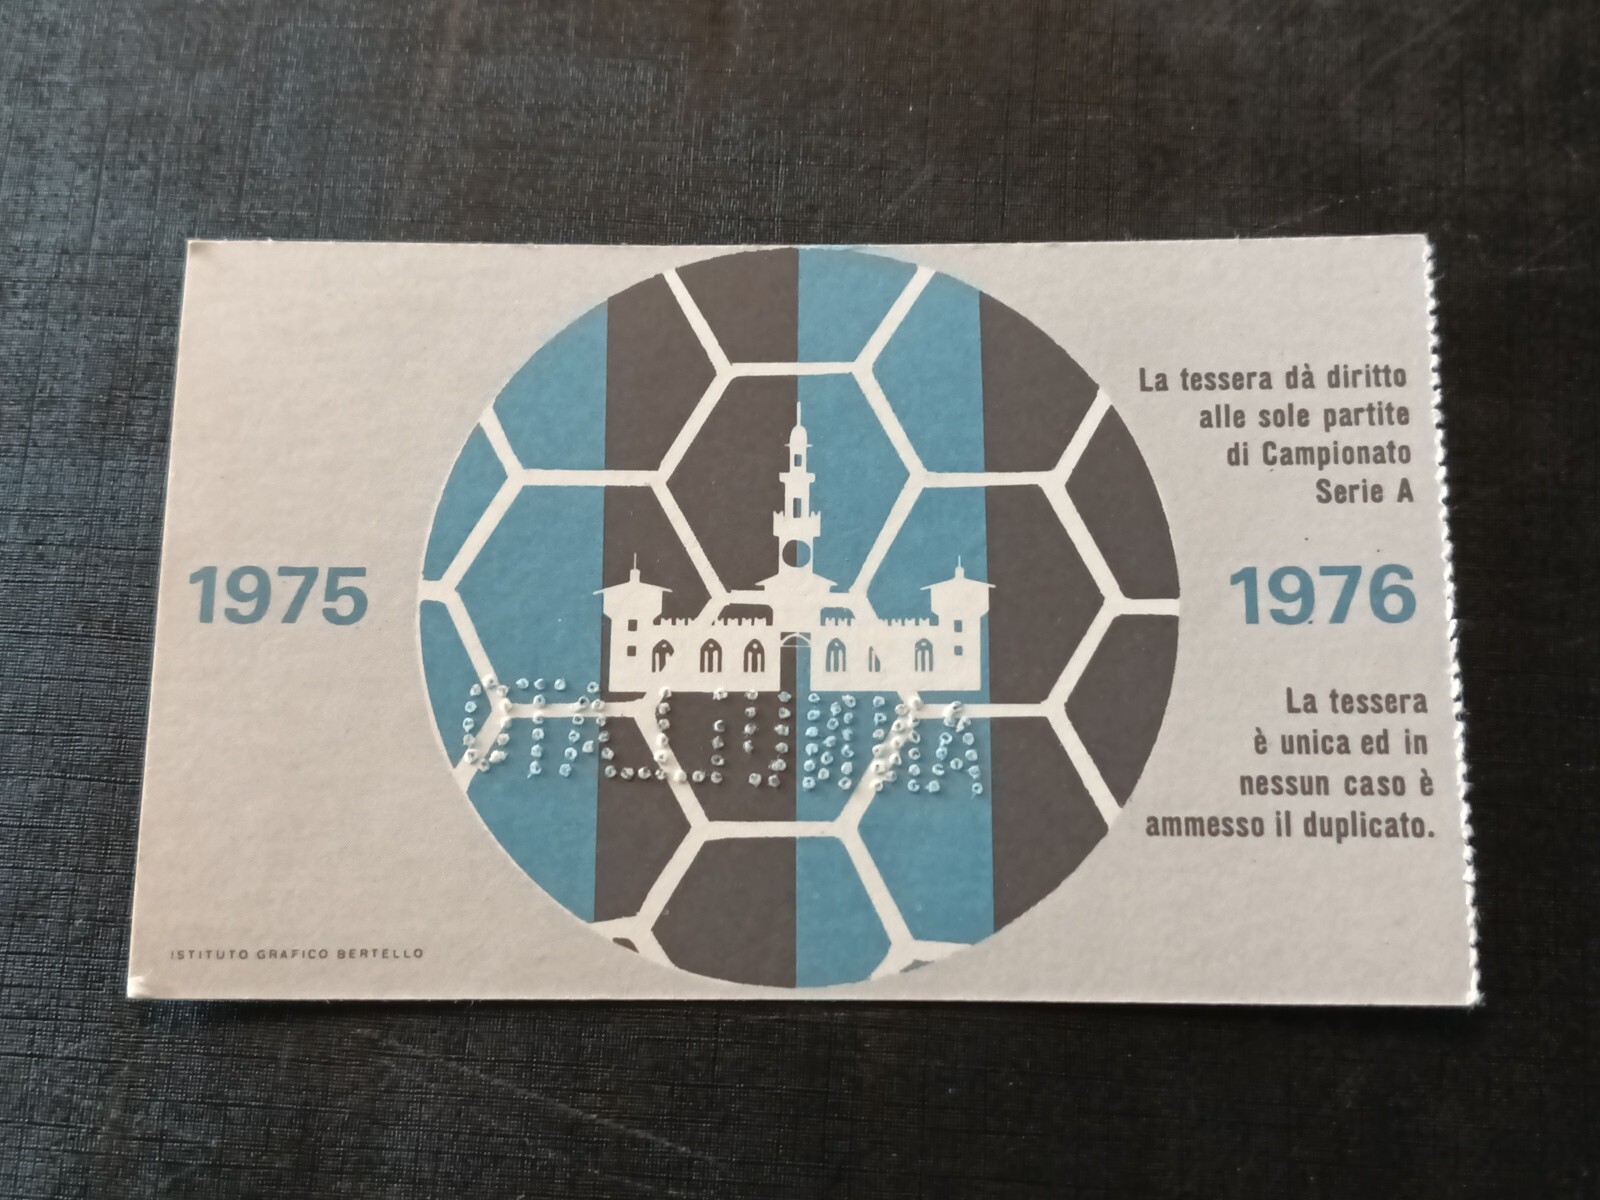 La tessera dà diritto
alle sole partite
di Campionato
Serie A
1975
1976
La tessera
è unica ed in
nessun caso è
ammesso il duplicato.
ISTITUTO GRAFICO BERTELLO